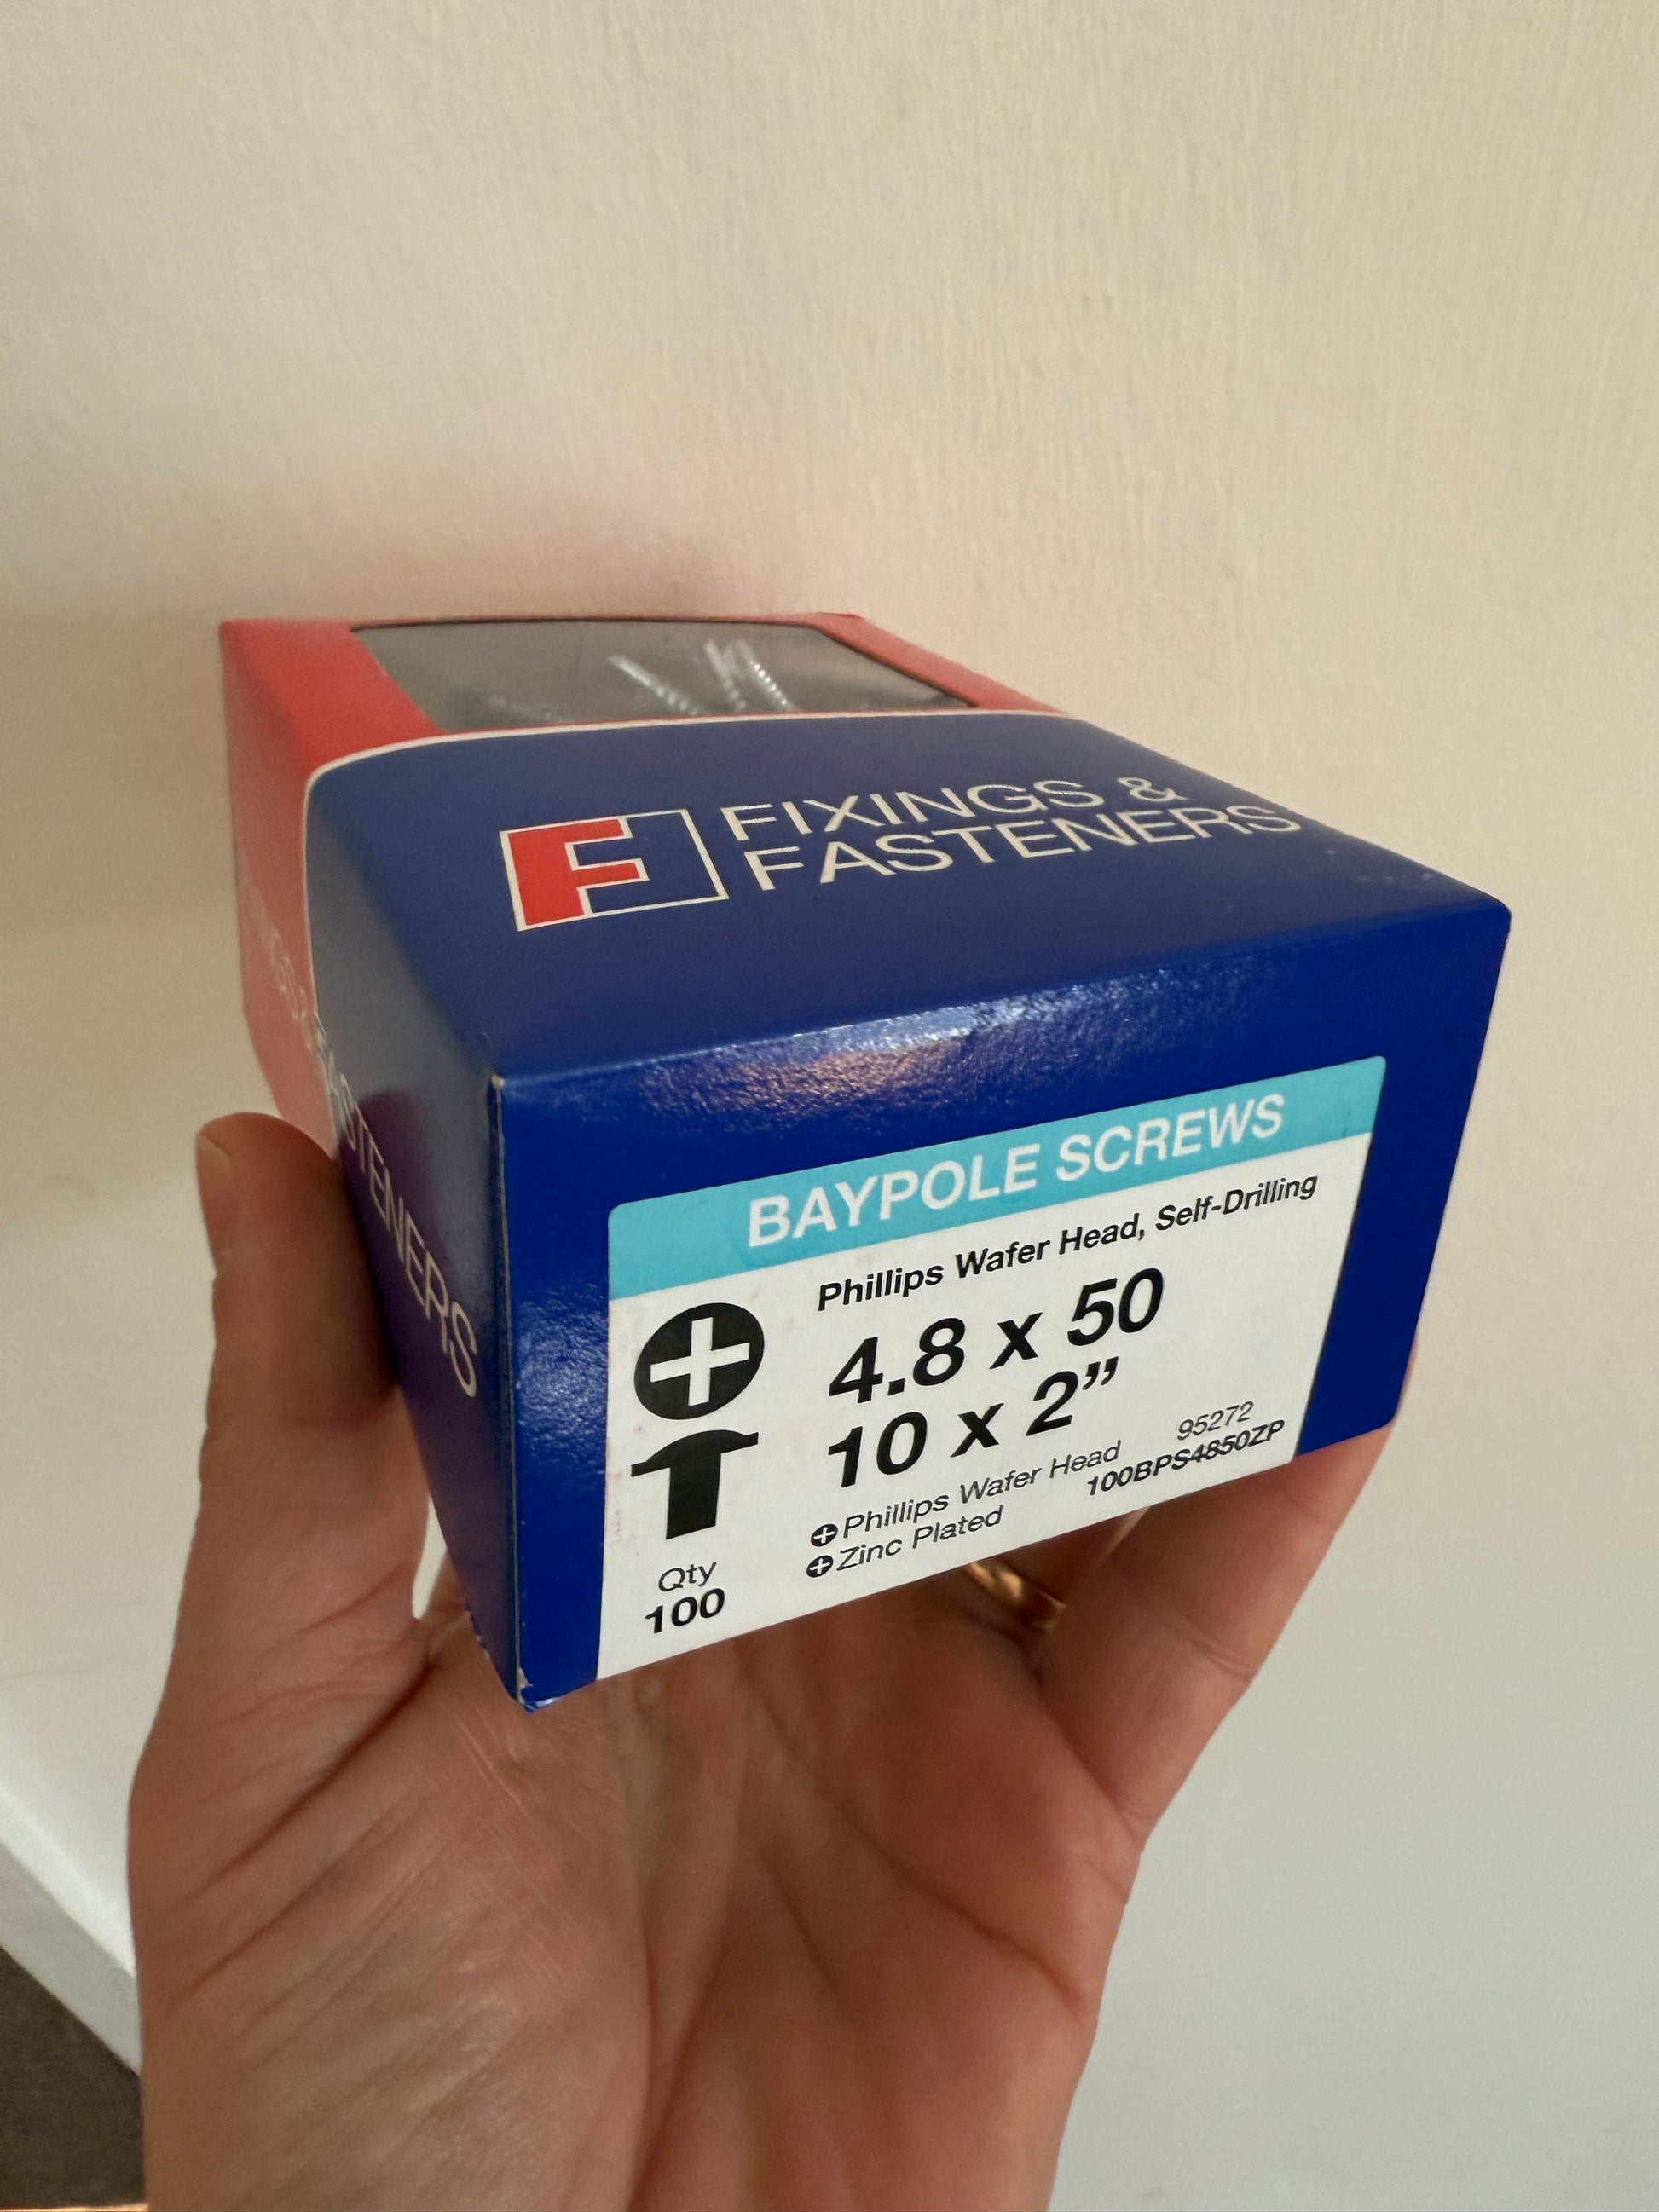 FIXINGS &
FASTENERS
FASTENERS
BAYPOLE SCREWS
Phillips Wafer Head, Self-Drilling
4.8 x 50
10 x 2”
Phillips Wafer Head
Zinc Plated
95272
100BPS4850ZP
Qty
100